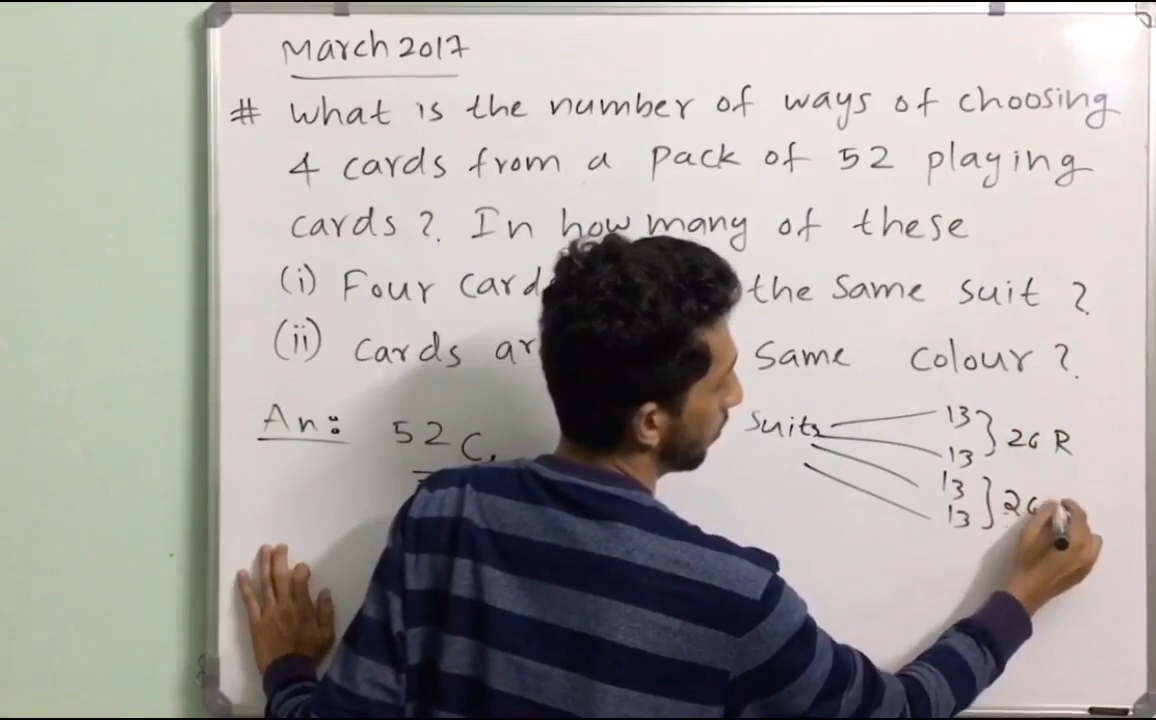 March 2017
# What is the number of ways of choosing
4 cards from a pack of 52 playing
cards? In how many of these
(i) Four card the same suit?
(ii) cards ar same colour?
An: 52 C
Suits 13 } 26 R
13
13 } 26
13